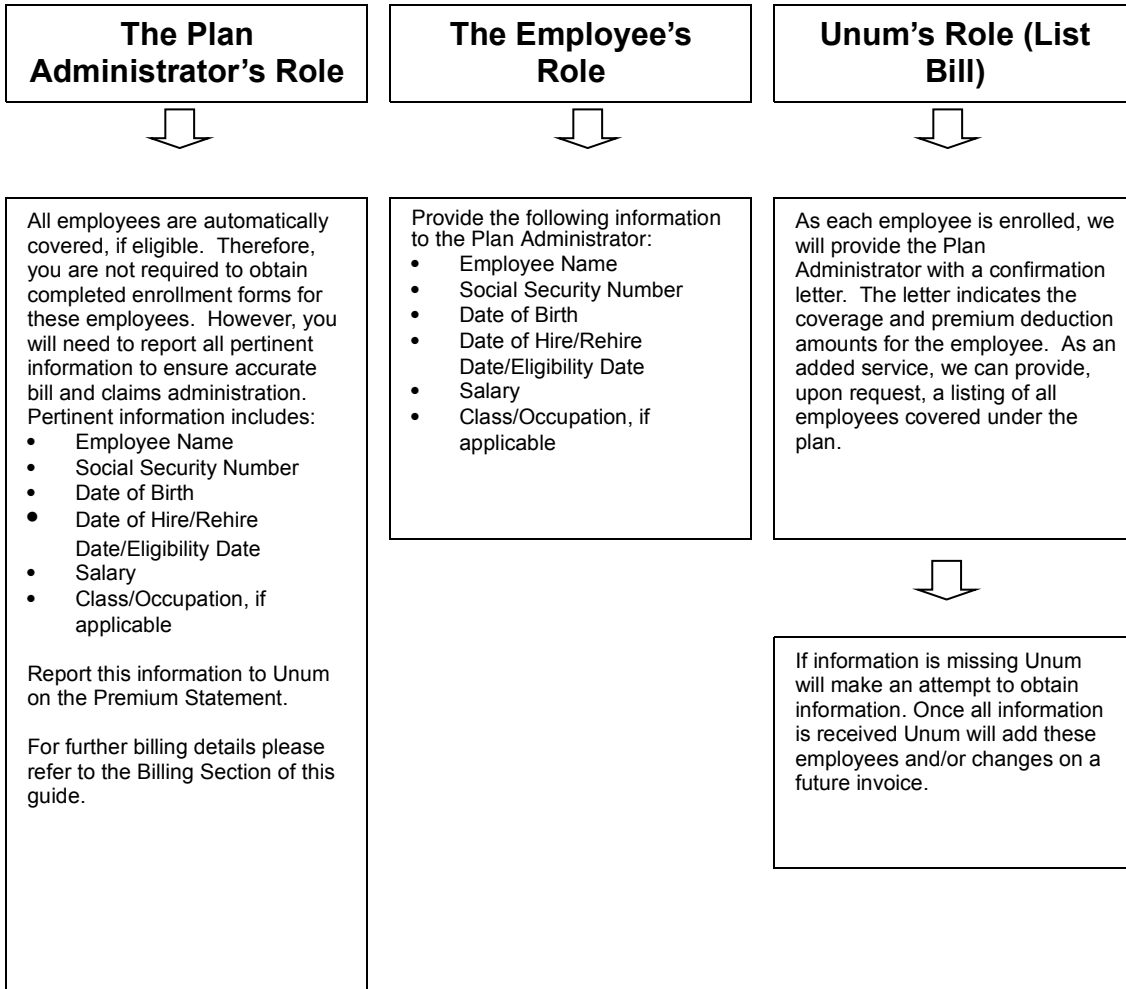 The Plan
Administrator's Role
All employees are automatically
covered, if eligible.  Therefore,
you are not required to obtain
completed enrollment forms for
these employees.  However, you
will need to report all pertinent
information to ensure accurate
bill and claims administration.
Pertinent information includes:
• Employee Name
• Social Security Number
• Date of Birth
• Date of Hire/Rehire
Date/Eligibility Date
• Salary
• Class/Occupation, if
applicable
Report this information to Unum
on the Premium Statement.
For further billing details please
refer to the Billing Section of this
guide.
The Employee's
Role
Provide the following information
to the Plan Administrator:
• Employee Name
• Social Security Number
• Date of Birth
• Date of Hire/Rehire
Date/Eligibility Date
• Salary
• Class/Occupation, if
applicable
Unum's Role (List
Bill)
As each employee is enrolled, we
will provide the Plan
Administrator with a confirmation
letter.  The letter indicates the
coverage and premium deduction
amounts for the employee.  As an
added service, we can provide,
upon request, a listing of all
employees covered under the
plan.
If information is missing Unum
will make an attempt to obtain
information. Once all information
is received Unum will add these
employees and/or changes on a
future invoice.